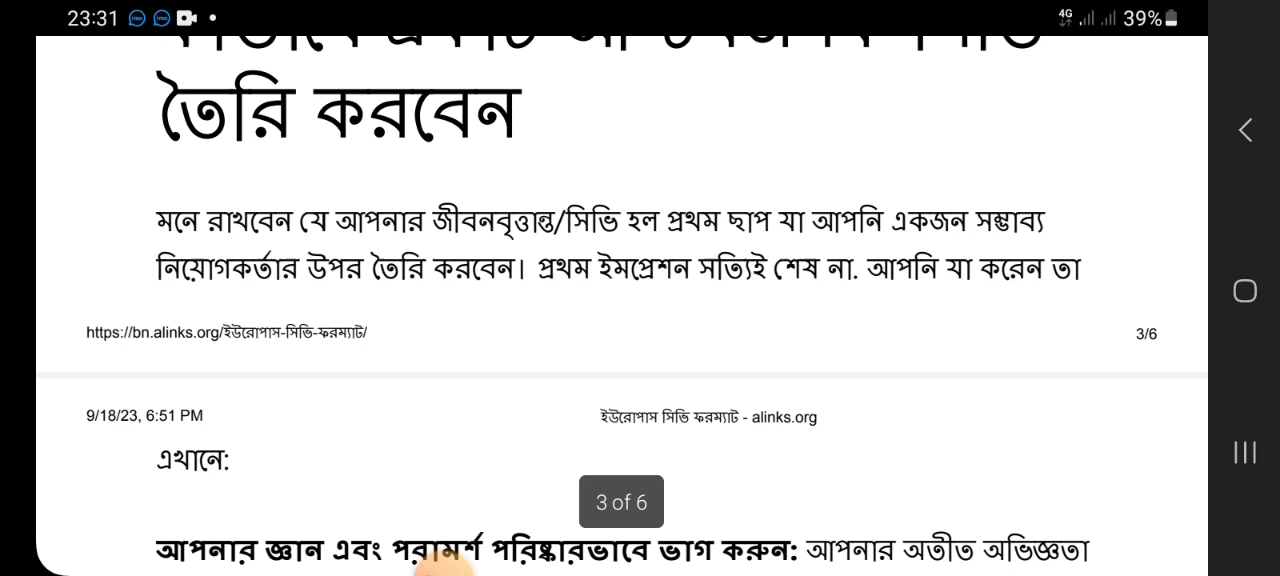 23:31
4G 39%
তৈরি করবেন
মনে রাখবেন যে আপনার জীবনবৃত্তান্ত/সিভি হল প্রথম ছাপ যা আপনি একজন সম্ভাব্য
নিয়োগকর্তার উপর তৈরি করবেন। প্রথম ইমপ্রেশন সত্যিই শেষ না. আপনি যা করেন তা
https://bn.alinks.org/ইউরোপাস-সিভি-ফরম্যাট/
3/6
9/18/23, 6:51 PM
ইউরোপাস সিভি ফরম্যাট - alinks.org
এখানে:
3 of 6
আপনার জ্ঞান এবং পরামর্শ পরিষ্কারভাবে ভাগ করুন: আপনার অতীত অভিজ্ঞতা